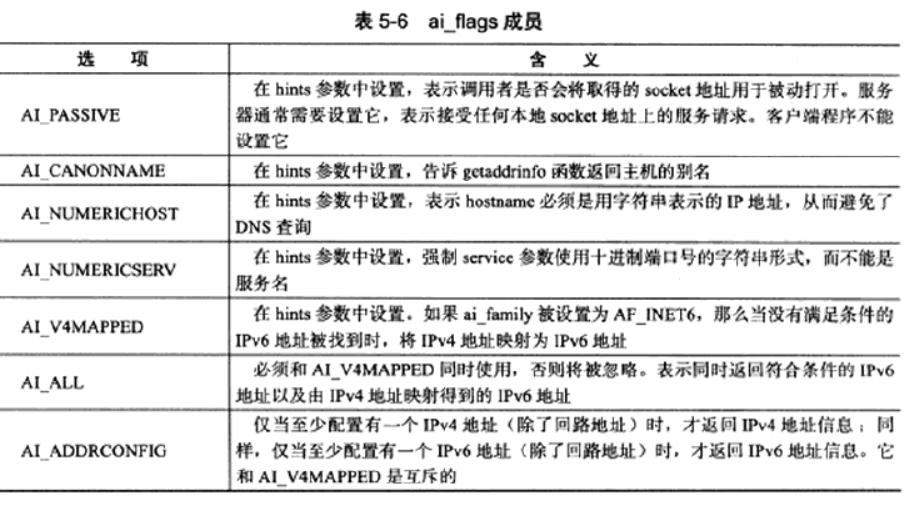 表 5-6 ai_flags 成员
选 项 含 义
AI_PASSIVE
在 hints 参数中设置，表示调用者是否会将取得的 socket 地址用于被动打开。服务
器通常需要设置它，表示接受任何本地 socket 地址上的服务请求。客户端程序不能
设置它
AI_CANONNAME
在 hints 参数中设置，告诉 getaddrinfo 函数返回主机的别名
AI_NUMERICHOST
在 hints 参数中设置，表示 hostname 必须是用字符串表示的 IP 地址，从而避免了
DNS 查询
AI_NUMERICSERV
在 hints 参数中设置，强制 service 参数使用十进制端口号的字符串形式，而不能是
服务名
AI_V4MAPPED
在 hints 参数中设置。如果 ai_family 被设置为 AF_INET6，那么当没有满足条件的
IPv6 地址被找到时，将 IPv4 地址映射为 IPv6 地址
AI_ALL
必须和 AI_V4MAPPED 同时使用，否则将被忽略。表示同时返回符合条件的 IPv6
地址以及由 IPv4 地址映射得到的 IPv6 地址
AI_ADDRCONFIG
仅当至少配置有一个 IPv4 地址（除了回路地址）时，才返回 IPv4 地址信息；同
样，仅当至少配置有一个 IPv6 地址（除了回路地址）时，才返回 IPv6 地址信息。它
和 AI_V4MAPPED 是互斥的